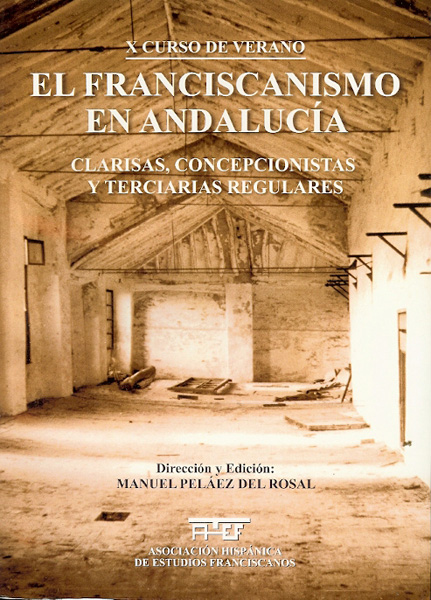 X CURSO DE VERANO
EL FRANCISCANISMO
EN ANDALUCÍA
CLARISAS, CONCEPCIONISTAS
Y TERCIARIAS REGULARES
Dirección y Edición:
MANUEL PELÁEZ DEL ROSAL
AHEF
ASOCIACIÓN HISPÁNICA
DE ESTUDIOS FRANCISCANOS